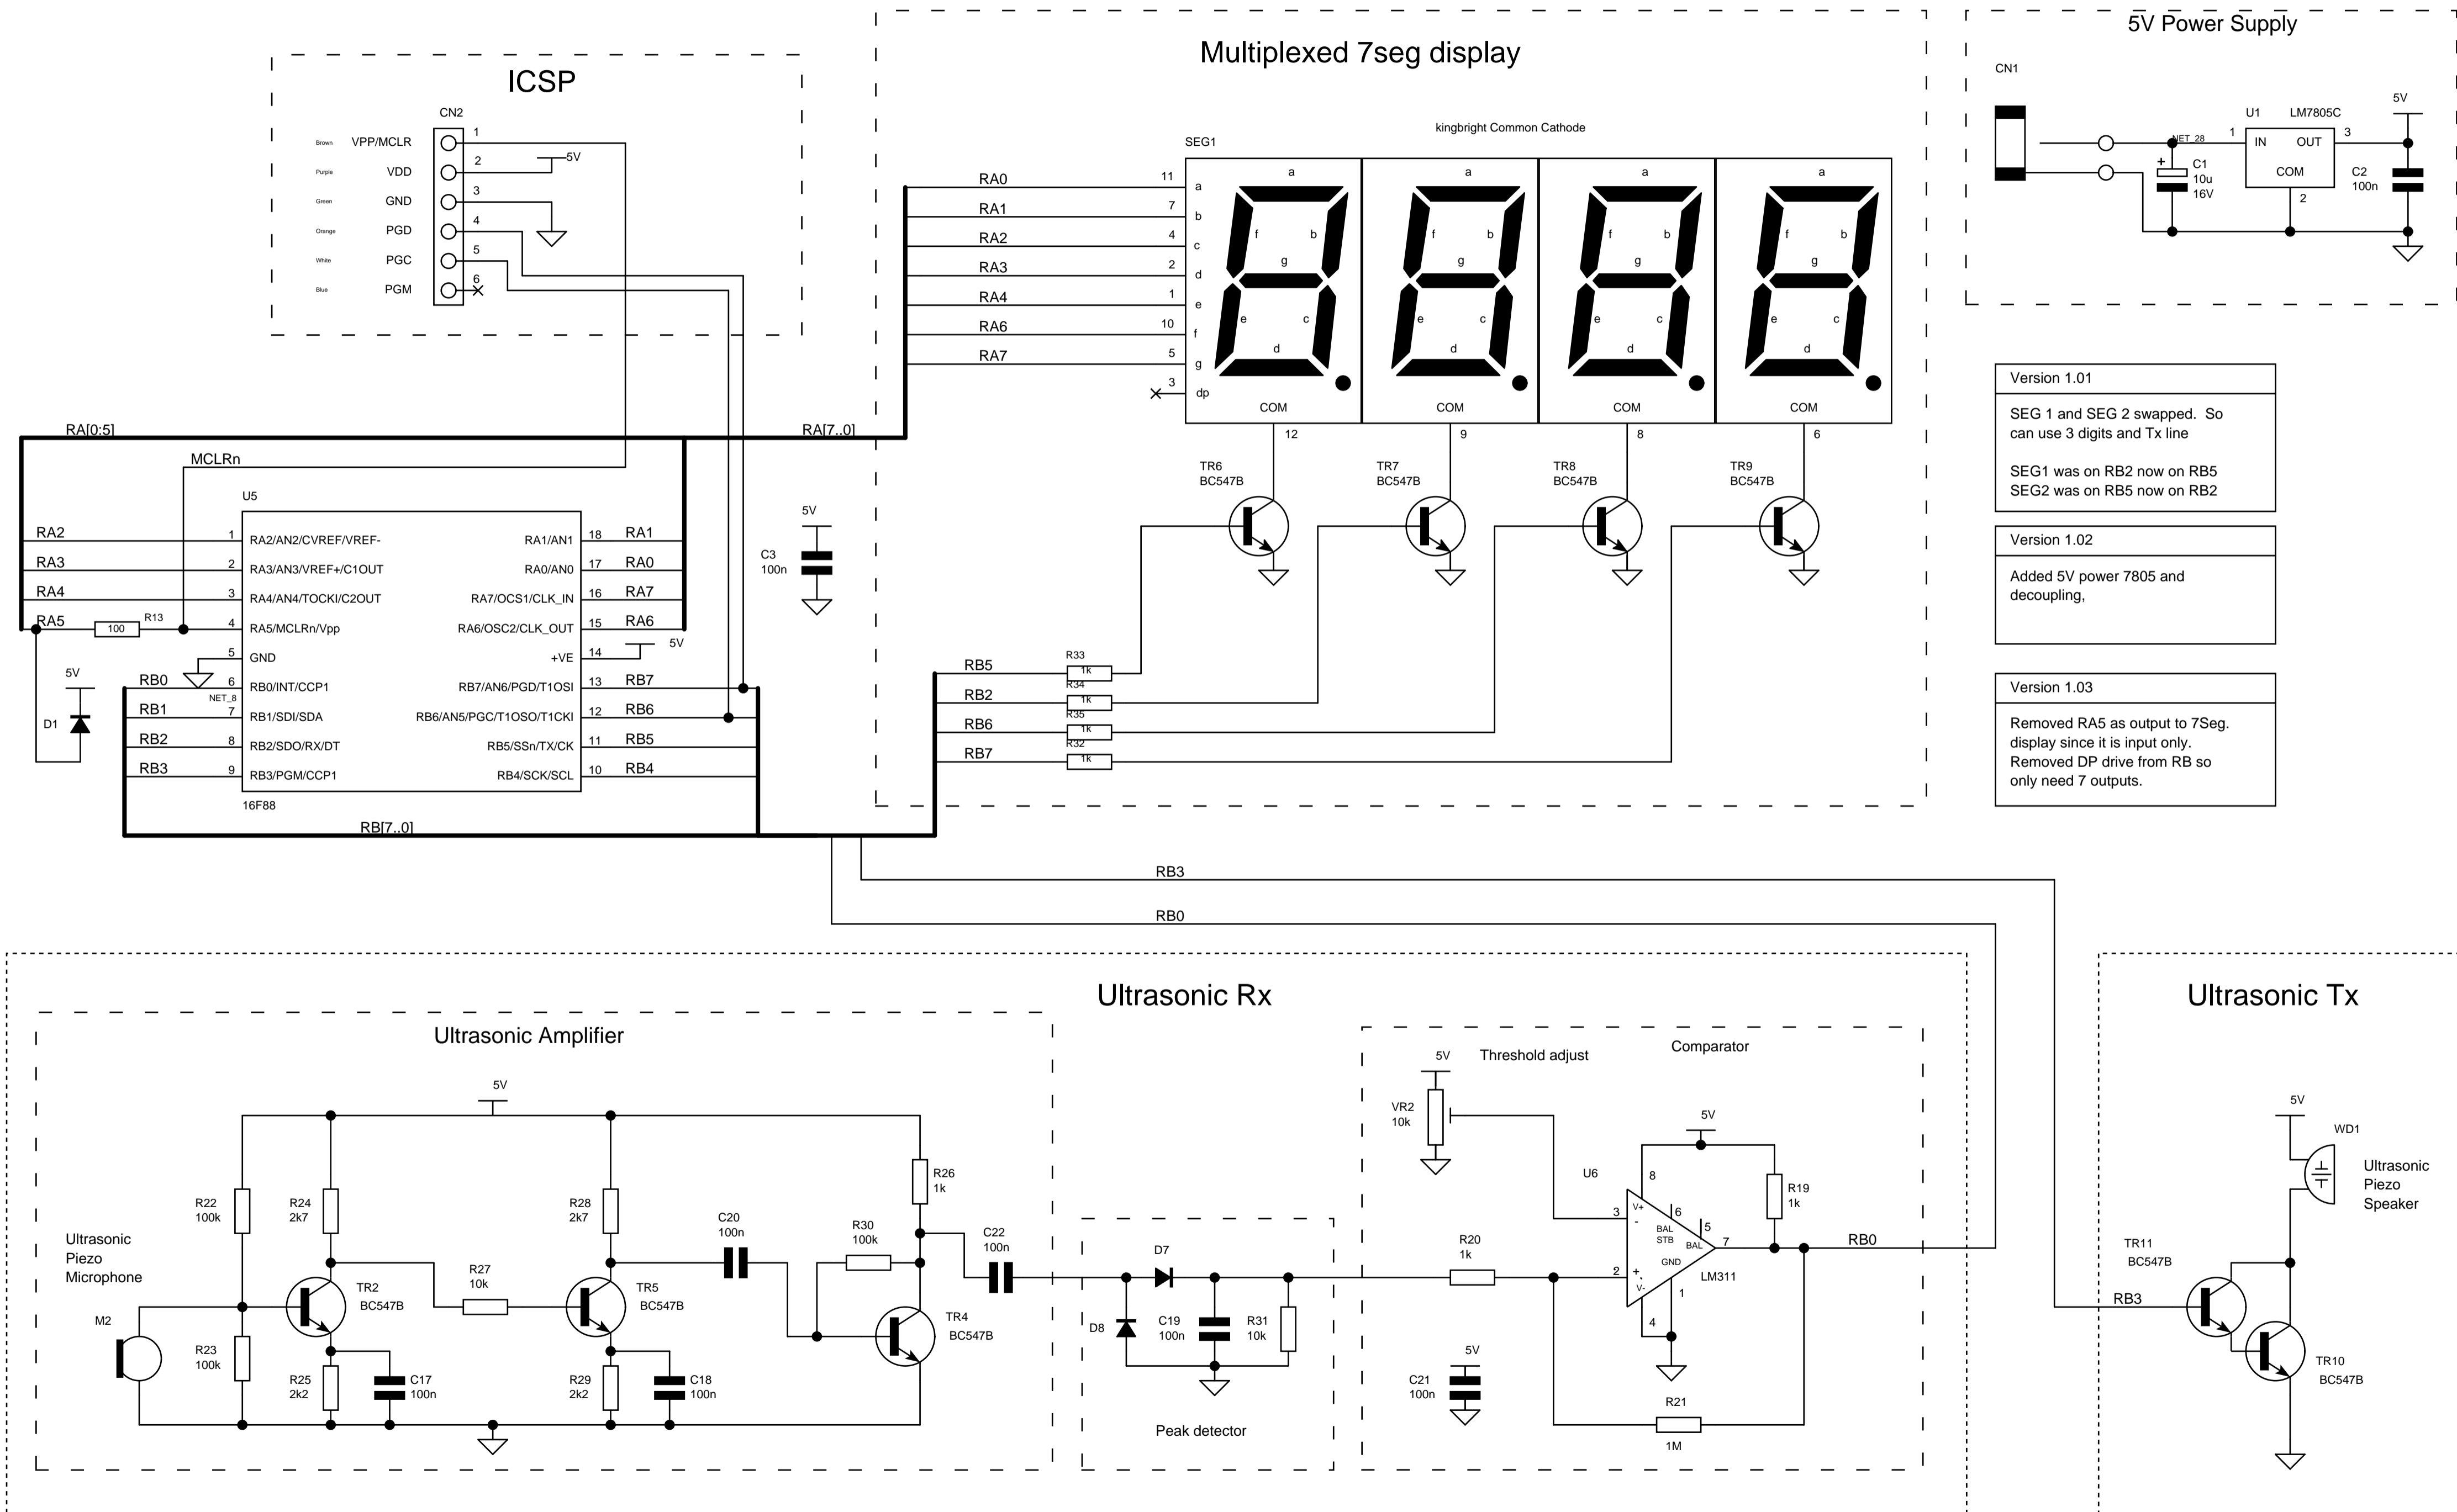 ICSP
CN2
Brown VPP/MCLR 1
Purple VDD 2 5V
Green GND 3
Orange PGD 4
White PGC 5
Blue PGM 6
Multiplexed 7seg display
kingbright Common Cathode
SEG1
RA0 11 a
RA1 7 b
RA2 4 c
RA3 2 d
RA4 1 e
RA6 10 f
RA7 5 g
3 dp
a a a a
f b f b f b f b
g g g g
e c e c e c e c
d d d d
COM COM COM COM
12 9 8 6
TR6 TR7 TR8 TR9
BC547B BC547B BC547B BC547B
RB5 R33 1k
RB2 R34 1k
RB6 R35 1k
RB7 R32 1k
5V Power Supply
CN1
NET_28
C1
10u
16V
+
U1 LM7805C
1 IN OUT 3
COM
2
5V
C2
100n
Version 1.01
SEG 1 and SEG 2 swapped. So
can use 3 digits and Tx line
SEG1 was on RB2 now on RB5
SEG2 was on RB5 now on RB2
Version 1.02
Added 5V power 7805 and
decoupling,
Version 1.03
Removed RA5 as output to 7Seg.
display since it is input only.
Removed DP drive from RB so
only need 7 outputs.
RA[0:5]
RA[7..0]
MCLRn
U5
RA2 1 RA2/AN2/CVREF/VREF- RA1/AN1 18 RA1
RA3 2 RA3/AN3/VREF+/C1OUT RA0/AN0 17 RA0
RA4 3 RA4/AN4/TOCKI/C2OUT RA7/OCS1/CLK_IN 16 RA7
RA5 100 R13 4 RA5/MCLRn/Vpp RA6/OSC2/CLK_OUT 15 RA6
5 GND +VE 14 5V
RB0 6 RB0/INT/CCP1 RB7/AN6/PGD/T1OSI 13 RB7
NET_8
RB1 7 RB1/SDI/SDA RB6/AN5/PGC/T1OSO/T1CKI 12 RB6
RB2 8 RB2/SDO/RX/DT RB5/SSn/TX/CK 11 RB5
RB3 9 RB3/PGM/CCP1 RB4/SCK/SCL 10 RB4
16F88
5V
D1
5V
C3
100n
RB[7..0]
RB3
RB0
Ultrasonic Rx
Ultrasonic Amplifier
5V
R22
100k
R24
2k7
R28
2k7
R26
1k
Ultrasonic
Piezo
Microphone
M2
TR2
BC547B
R27
10k
TR5
BC547B
C20
100n
R30
100k
C22
100n
TR4
BC547B
R23
100k
R25
2k2
C17
100n
R29
2k2
C18
100n
D7
D8
C19
100n
R31
10k
Peak detector
Threshold adjust
Comparator
5V
VR2
10k
5V
U6
8
3 V+
-
6
BAL
STB
5
BAL
7
GND
LM311
2 +
V-
1
4
R19
1k
RB0
R20
1k
5V
C21
100n
R21
1M
Ultrasonic Tx
5V
WD1
Ultrasonic
Piezo
Speaker
TR11
BC547B
RB3
TR10
BC547B